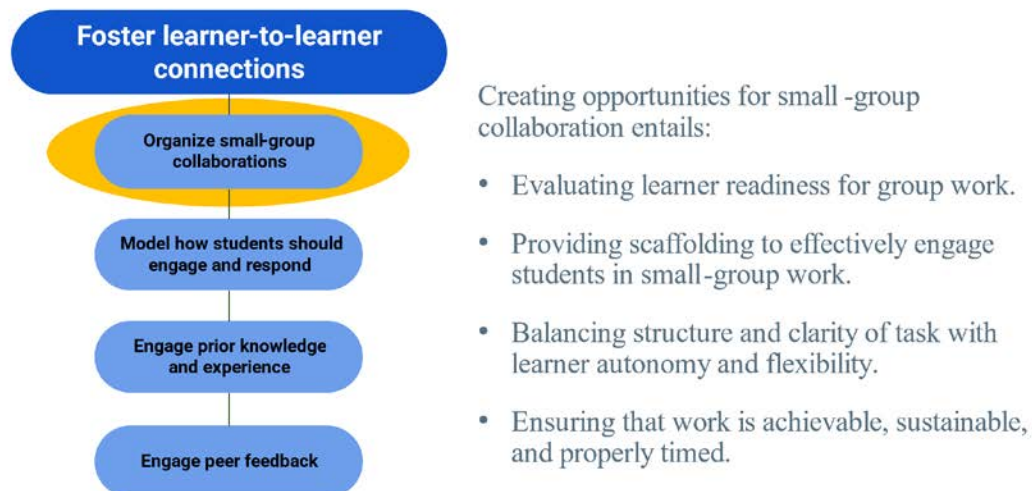 Foster learner-to-learner
connections
Organize small-group
collaborations
Model how students should
engage and respond
Engage prior knowledge
and experience
Engage peer feedback
Creating opportunities for small -group
collaboration entails:
• Evaluating learner readiness for group work.
• Providing scaffolding to effectively engage
students in small-group work.
• Balancing structure and clarity of task with
learner autonomy and flexibility.
• Ensuring that work is achievable, sustainable,
and properly timed.